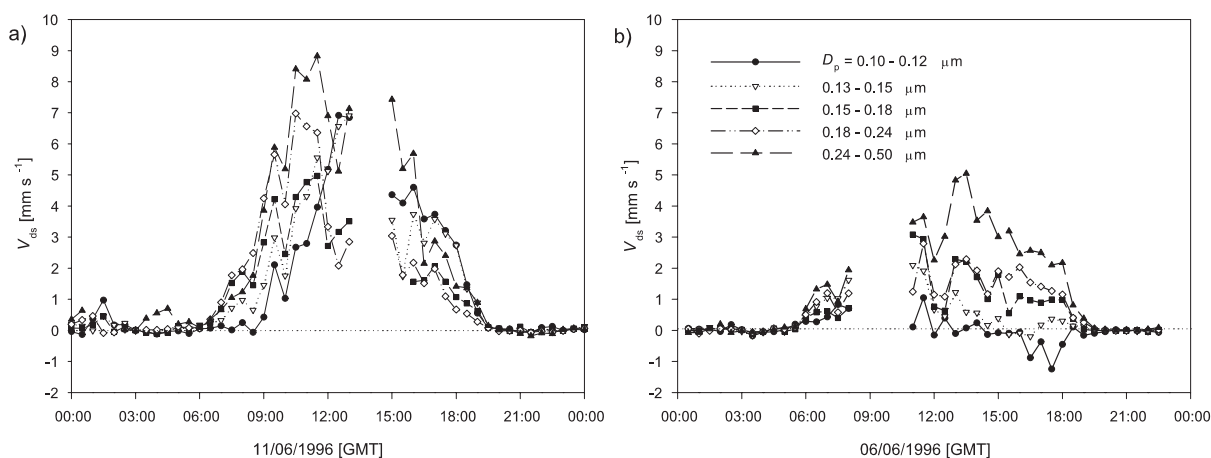 a)
10
9
8
7
6
5
4
3
2
1
0
-1
-2
V_ds [mm s⁻¹]
00:00 03:00 06:00 09:00 12:00 15:00 18:00 21:00 00:00
11/06/1996 [GMT]
b)
10
9
8
7
6
5
4
3
2
1
0
-1
-2
V_ds [mm s⁻¹]
D_p = 0.10 - 0.12 μm
0.13 - 0.15 μm
0.15 - 0.18 μm
0.18 - 0.24 μm
0.24 - 0.50 μm
00:00 03:00 06:00 09:00 12:00 15:00 18:00 21:00 00:00
06/06/1996 [GMT]